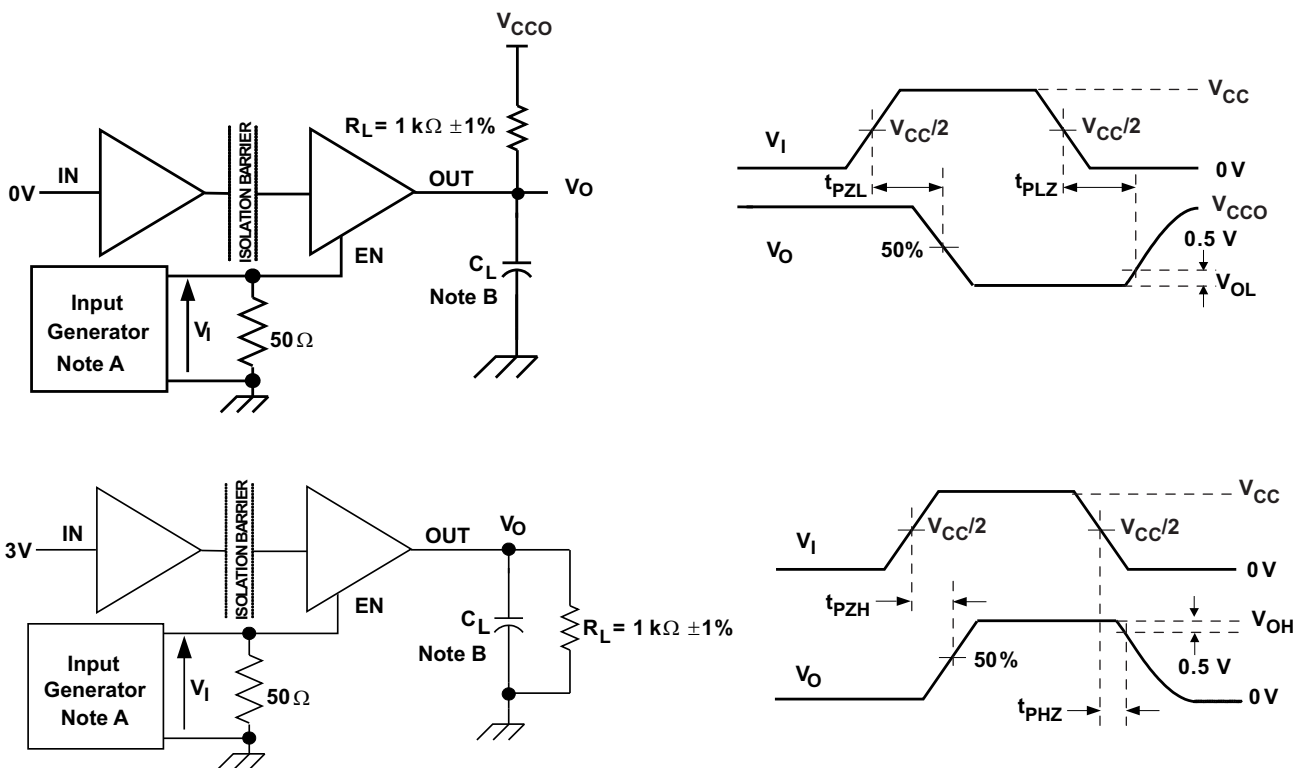 VCCO
RL = 1 kΩ ±1%
ISOLATION BARRIER
0V
IN
OUT
VO
EN
CL
Note B
Input
Generator
Note A
VI
50 Ω
VCC
VCC/2
VCC/2
VI
0 V
tPZL
tPLZ
VCCO
VO
50%
0.5 V
VOL
ISOLATION BARRIER
3V
IN
OUT
VO
EN
CL
Note B
RL = 1 kΩ ±1%
Input
Generator
Note A
VI
50 Ω
VCC
VCC/2
VCC/2
VI
0 V
tPZH
VOH
VO
50%
0.5 V
0 V
tPHZ